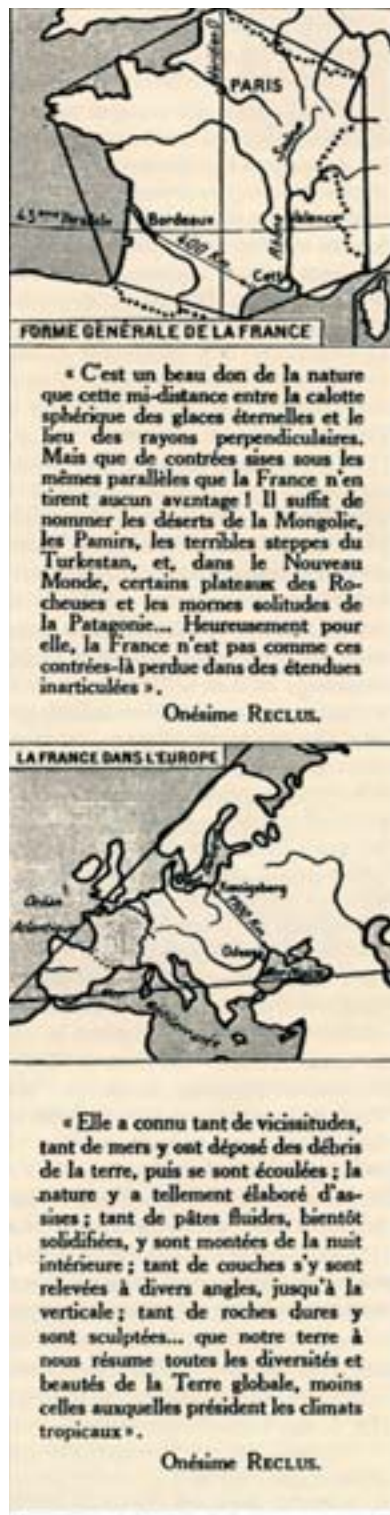 PARIS
45ème Parallèle
Bordeaux
Valence
400 Km.
Rhône
Cette
FORME GÉNÉRALE DE LA FRANCE
« C'est un beau don de la nature
que cette mi-distance entre la calotte
sphérique des glaces éternelles et le
lieu des rayons perpendiculaires.
Mais que de contrées sises sous les
mêmes parallèles que la France n'en
tirent aucun avantage ! Il suffit de
nommer les déserts de la Mongolie,
les Pamirs, les terribles steppes du
Turkestan, et, dans le Nouveau
Monde, certains plateaux des Ro-
cheuses et les mornes solitudes de
la Patagonie... Heureusement pour
elle, la France n'est pas comme ces
contrées-là perdue dans des étendues
inarticulées ».
Onésime RECLUS.
LA FRANCE DANS L'EUROPE
Kœnigsberg
Océan
Atlantique
Odessa
Mer Noire
Mer Méditerranée
« Elle a connu tant de vicissitudes,
tant de mers y ont déposé des débris
de la terre, puis se sont écoulées ; la
nature y a tellement élaboré d'as-
sises ; tant de pâtes fluides, bientôt
solidifiées, y sont montées de la nuit
intérieure ; tant de couches s'y sont
relevées à divers angles, jusqu'à la
verticale ; tant de roches dures y
sont sculptées... que notre terre à
nous résume toutes les diversités et
beautés de la Terre globale, moins
celles auxquelles président les climats
tropicaux ».
Onésime RECLUS.